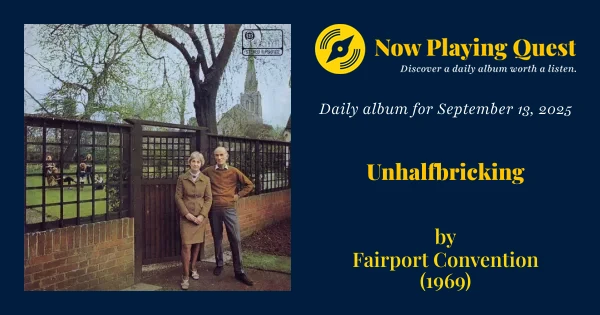 Now Playing Quest
Discover a daily album worth a listen.
Daily album for September 13, 2025
Unhalfbricking
by
Fairport Convention
(1969)